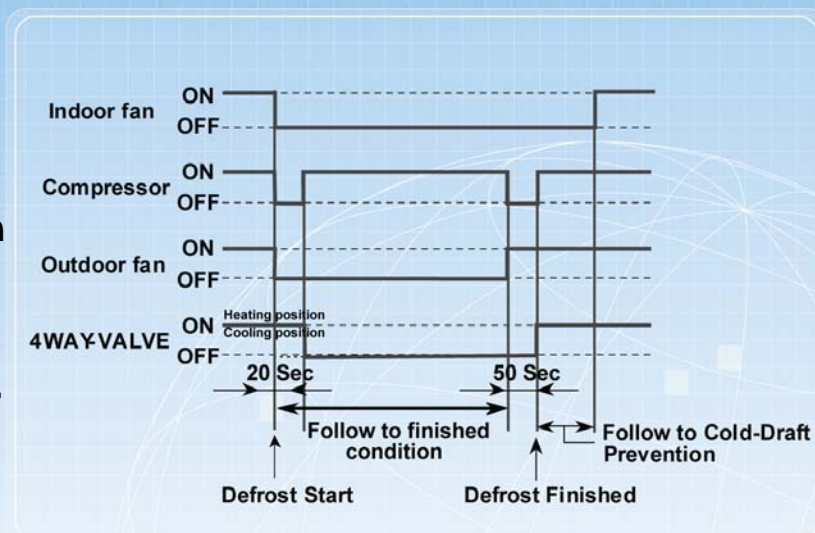 Indoor fan
ON
OFF
Compressor
ON
OFF
Outdoor fan
ON
OFF
4WAY-VALVE
ON
OFF
Heating position
Cooling position
20 Sec
50 Sec
Follow to finished
condition
Follow to Cold-Draft
Prevention
Defrost Start
Defrost Finished